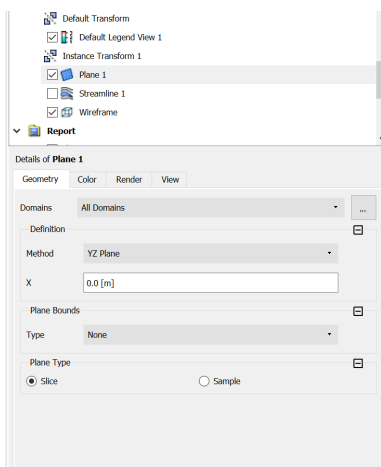 Default Transform
Default Legend View 1
Instance Transform 1
Plane 1
Streamline 1
Wireframe
Report
Details of Plane 1
Geometry Color Render View
Domains All Domains ...
Definition
Method YZ Plane
X 0.0 [m]
Plane Bounds
Type None
Plane Type
Slice Sample